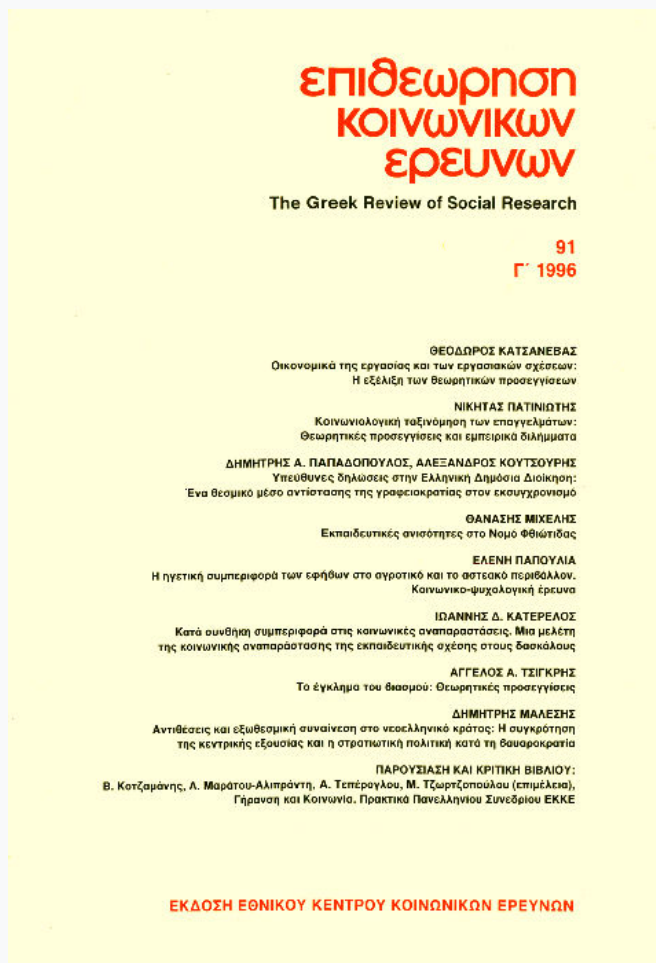 επιθεωρηση
κοινωνικων
ερευνων
The Greek Review of Social Research
91
Γ΄ 1996
ΘΕΟΔΩΡΟΣ ΚΑΤΣΑΝΕΒΑΣ
Οικονομικά της εργασίας και των εργασιακών σχέσεων:
Η εξέλιξη των θεωρητικών προσεγγίσεων
ΝΙΚΗΤΑΣ ΠΑΤΙΝΙΩΤΗΣ
Κοινωνιολογική ταξινόμηση των επαγγελμάτων:
Θεωρητικές προσεγγίσεις και εμπειρικά διλήμματα
ΔΗΜΗΤΡΗΣ Α. ΠΑΠΑΔΟΠΟΥΛΟΣ, ΑΛΕΞΑΝΔΡΟΣ ΚΟΥΤΣΟΥΡΗΣ
Υπεύθυνες δηλώσεις στην Ελληνική Δημόσια Διοίκηση:
Ένα θεσμικό μέσο αντίστασης της γραφειοκρατίας στον εκσυγχρονισμό
ΘΑΝΑΣΗΣ ΜΙΧΕΛΗΣ
Εκπαιδευτικές ανισότητες στο Νομό Φθιώτιδας
ΕΛΕΝΗ ΠΑΠΟΥΛΙΑ
Η ηγετική συμπεριφορά των εφήβων στο αγροτικό και το αστεακό περιβάλλον.
Κοινωνικο-ψυχολογική έρευνα
ΙΩΑΝΝΗΣ Δ. ΚΑΤΕΡΕΛΟΣ
Κατά συνθήκη συμπεριφορά στις κοινωνικές αναπαραστάσεις. Μια μελέτη
της κοινωνικής αναπαράστασης της εκπαιδευτικής σχέσης στους δασκάλους
ΑΓΓΕΛΟΣ Α. ΤΣΙΓΚΡΗΣ
Το έγκλημα του βιασμού: Θεωρητικές προσεγγίσεις
ΔΗΜΗΤΡΗΣ ΜΑΛΕΣΗΣ
Αντιθέσεις και εξωθεσμική συναίνεση στο νεοελληνικό κράτος: Η συγκρότηση
της κεντρικής εξουσίας και η στρατιωτική πολιτική κατά τη βαυαροκρατία
ΠΑΡΟΥΣΙΑΣΗ ΚΑΙ ΚΡΙΤΙΚΗ ΒΙΒΛΙΟΥ:
Β. Κοτζαμάνης, Λ. Μαράτου-Αλιπράντη, Α. Τεπέρογλου, Μ. Τζωρτζοπούλου (επιμέλεια),
Γήρανση και Κοινωνία. Πρακτικά Πανελληνίου Συνεδρίου ΕΚΚΕ
ΕΚΔΟΣΗ ΕΘΝΙΚΟΥ ΚΕΝΤΡΟΥ ΚΟΙΝΩΝΙΚΩΝ ΕΡΕΥΝΩΝ